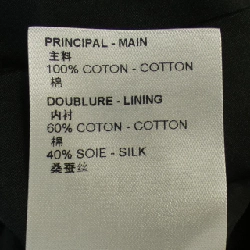 PRINCIPAL - MAIN
主料
100% COTON - COTTON
棉
DOUBLURE - LINING
内衬
60% COTON - COTTON
棉
40% SOIE - SILK
桑蚕丝